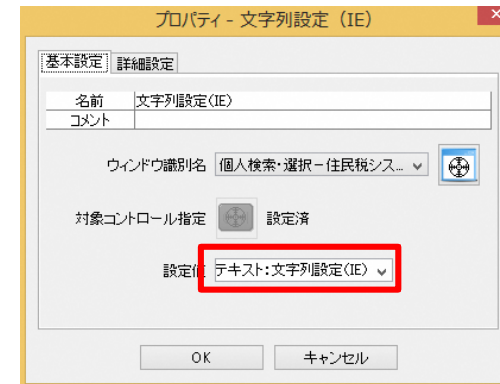 プロパティ - 文字列設定（IE）
基本設定 詳細設定
名前 文字列設定(IE)
コメント
ウィンドウ識別名 個人検索・選択－住民税シス...
対象コントロール指定 設定済
設定値 テキスト:文字列設定(IE)
OK キャンセル